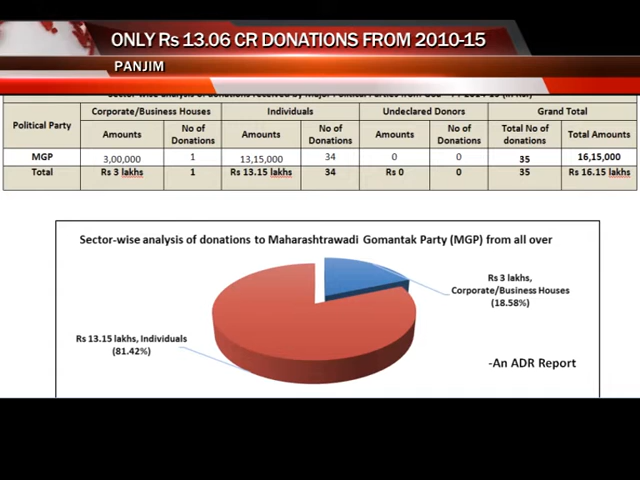 ONLY Rs 13.06 CR DONATIONS FROM 2010-15
PANJIM
Political Party
Corporate/Business Houses
Individuals
Undeclared Donors
Grand Total
Amounts
No of Donations
Amounts
No of Donations
Amounts
No of Donations
Total No of donations
Total Amounts
MGP 3,00,000 1 13,15,000 34 0 0 35 16,15,000
Total Rs 3 lakhs 1 Rs 13.15 lakhs 34 Rs 0 0 35 Rs 16.15 lakhs
Sector-wise analysis of donations to Maharashtrawadi Gomantak Party (MGP) from all over
Rs 3 lakhs,
Corporate/Business Houses
(18.58%)
Rs 13.15 lakhs, Individuals
(81.42%)
-An ADR Report